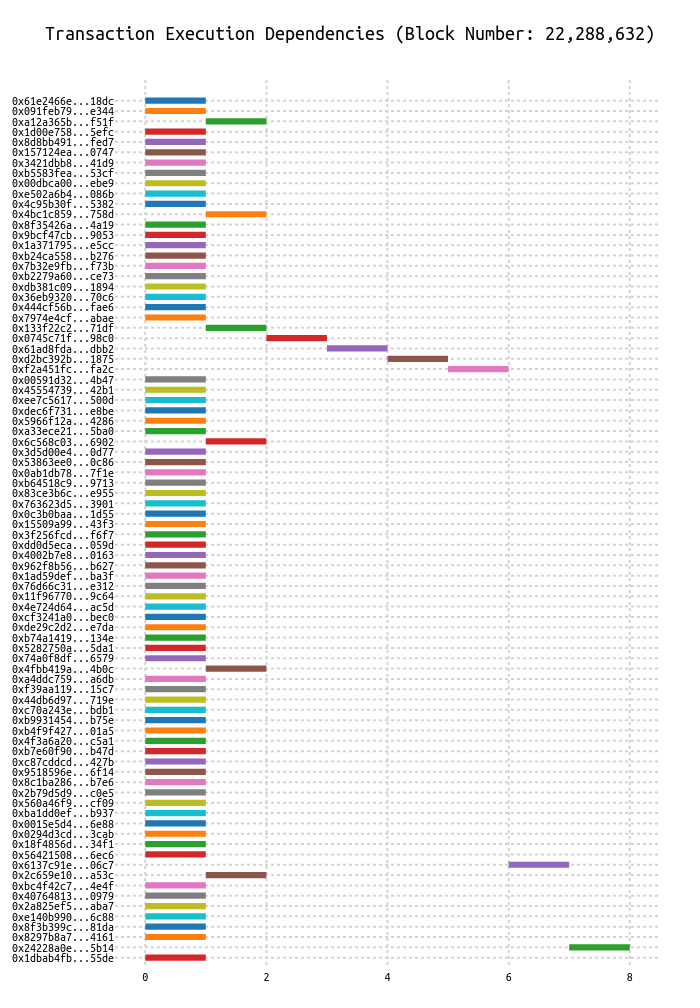 Transaction Execution Dependencies (Block Number: 22,288,632)
0x61e2466e...18dc
0x091feb79...e344
0xa12a365b...f51f
0x1d00e758...5efc
0x8d8bb491...fed7
0x157124ea...0747
0x3421dbb8...41d9
0xb5583fea...53cf
0x00dbca00...ebe9
0xe502a6b4...086b
0x4c95b30f...5382
0x4bc1c859...758d
0x8f35426a...4a19
0x9bcf47cb...9053
0x1a371795...e5cc
0xb24ca558...b276
0x7b32e9fb...f73b
0xb2279a60...ce73
0xdb381c09...1894
0x36eb9320...70c6
0x444cf56b...fae6
0x7974e4cf...abae
0x133f22c2...71df
0x0745c71f...98c0
0x61ad8fda...dbb2
0xd2bc392b...1875
0xf2a451fc...fa2c
0x00591d32...4b47
0x45554739...42b1
0xee7c5617...500d
0xdec6f731...e8be
0x5966f12a...4286
0xa33ece21...5ba0
0x6c568c03...6902
0x3d5d00e4...0d77
0x53863ee0...0c86
0x0ab1db78...7f1e
0xb64518c9...9713
0x83ce3b6c...e955
0x763623d5...3901
0x0c3b0baa...1d55
0x15509a99...43f3
0x3f256fcd...f6f7
0xdd0d5eca...059d
0x4002b7e8...0163
0x962f8b56...b627
0x1ad59def...ba3f
0x76d66c31...e312
0x11f96770...9c64
0x4e724d64...ac5d
0xcf3241a0...bec0
0xde29c2d2...e7da
0xb74a1419...134e
0x5282750a...5da1
0x74a0f8df...6579
0x4fbb419a...4b0c
0xa4ddc759...a6db
0xf39aa119...15c7
0x44db6d97...719e
0xc70a243e...bdb1
0xb9931454...b75e
0xb4f9f427...01a5
0x4f3a6a20...c5a1
0xb7e60f90...b47d
0xc87cddcd...427b
0x9518596e...6f14
0x8c1ba286...b7e6
0x2b79d5d9...c0e5
0x560a46f9...cf09
0xba1dd0ef...b937
0x0015e5d4...6e88
0x0294d3cd...3cab
0x18f4856d...34f1
0x56421508...6ec6
0x6137c91e...06c7
0x2c659e10...a53c
0xbc4f42c7...4e4f
0x40764813...0979
0x2a825ef5...aba7
0xe140b990...6c88
0x8f3b399c...81da
0x8297b8a7...4161
0x24228a0e...5b14
0x1dbab4fb...55de
0 2 4 6 8